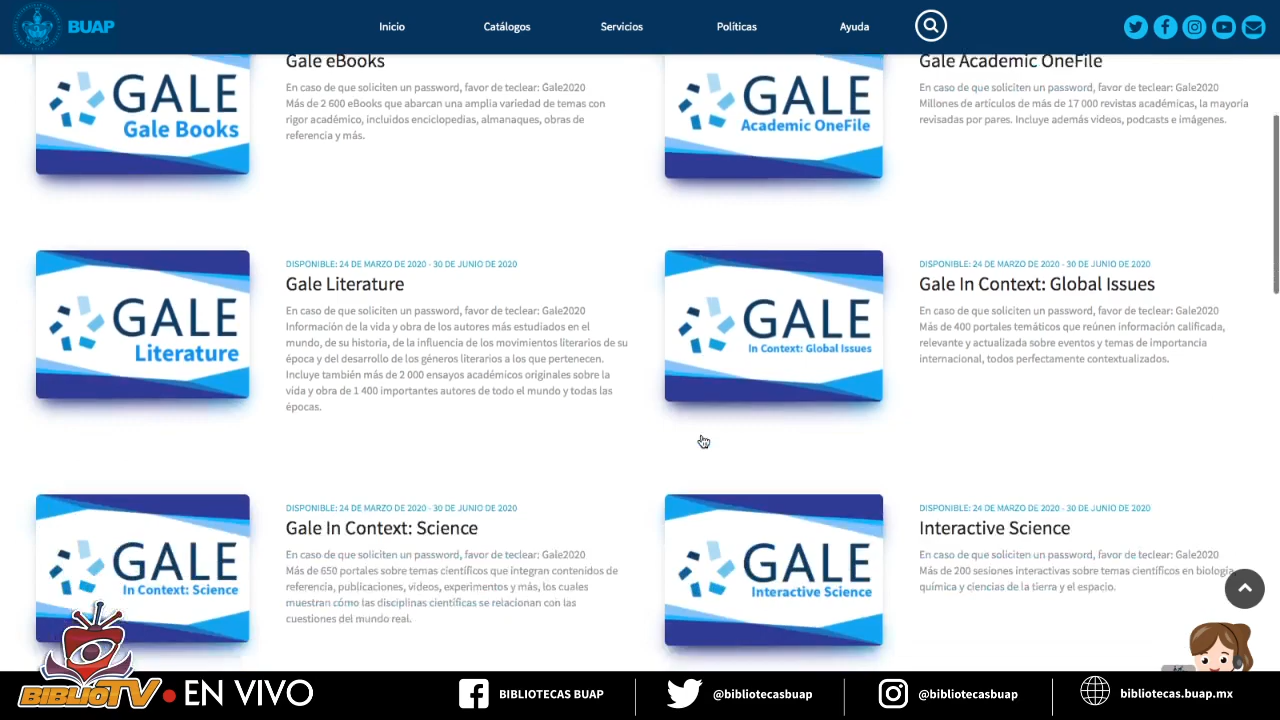 BUAP
Inicio
Catálogos
Servicios
Políticas
Ayuda
GALE
Gale Books
Gale eBooks
En caso de que soliciten un password, favor de teclear: Gale2020
Más de 2 600 eBooks que abarcan una amplia variedad de temas con
rigor académico, incluidos enciclopedias, almanaques, obras de
referencia y más.
GALE
Academic OneFile
Gale Academic OneFile
En caso de que soliciten un password, favor de teclear: Gale2020
Millones de artículos de más de 17 000 revistas académicas, la mayoría
revisadas por pares. Incluye además videos, podcasts e imágenes.
GALE
Literature
DISPONIBLE: 24 DE MARZO DE 2020 - 30 DE JUNIO DE 2020
Gale Literature
En caso de que soliciten un password, favor de teclear: Gale2020
Información de la vida y obra de los autores más estudiados en el
mundo, de su historia, de la influencia de los movimientos literarios de su
época y del desarrollo de los géneros literarios a los que pertenecen.
Incluye también más de 2 000 ensayos académicos originales sobre la
vida y obra de 1 400 importantes autores de todo el mundo y todas las
épocas.
GALE
In Context: Global Issues
DISPONIBLE: 24 DE MARZO DE 2020 - 30 DE JUNIO DE 2020
Gale In Context: Global Issues
En caso de que soliciten un password, favor de teclear: Gale2020
Más de 400 portales temáticos que reúnen información calificada,
relevante y actualizada sobre eventos y temas de importancia
internacional, todos perfectamente contextualizados.
GALE
In Context: Science
DISPONIBLE: 24 DE MARZO DE 2020 - 30 DE JUNIO DE 2020
Gale In Context: Science
En caso de que soliciten un password, favor de teclear: Gale2020
Más de 650 portales sobre temas científicos que integran contenidos de
referencia, publicaciones, videos, experimentos y más, los cuales
muestran cómo las disciplinas científicas se relacionan con las
cuestiones del mundo real.
GALE
Interactive Science
DISPONIBLE: 24 DE MARZO DE 2020 - 30 DE JUNIO DE 2020
Interactive Science
En caso de que soliciten un password, favor de teclear: Gale2020
Más de 200 sesiones interactivas sobre temas científicos en biología,
química y ciencias de la tierra y el espacio.
BIBLIOTV
EN VIVO
BIBLIOTECAS BUAP
@bibliotecasbuap
@bibliotecasbuap
bibliotecas.buap.mx